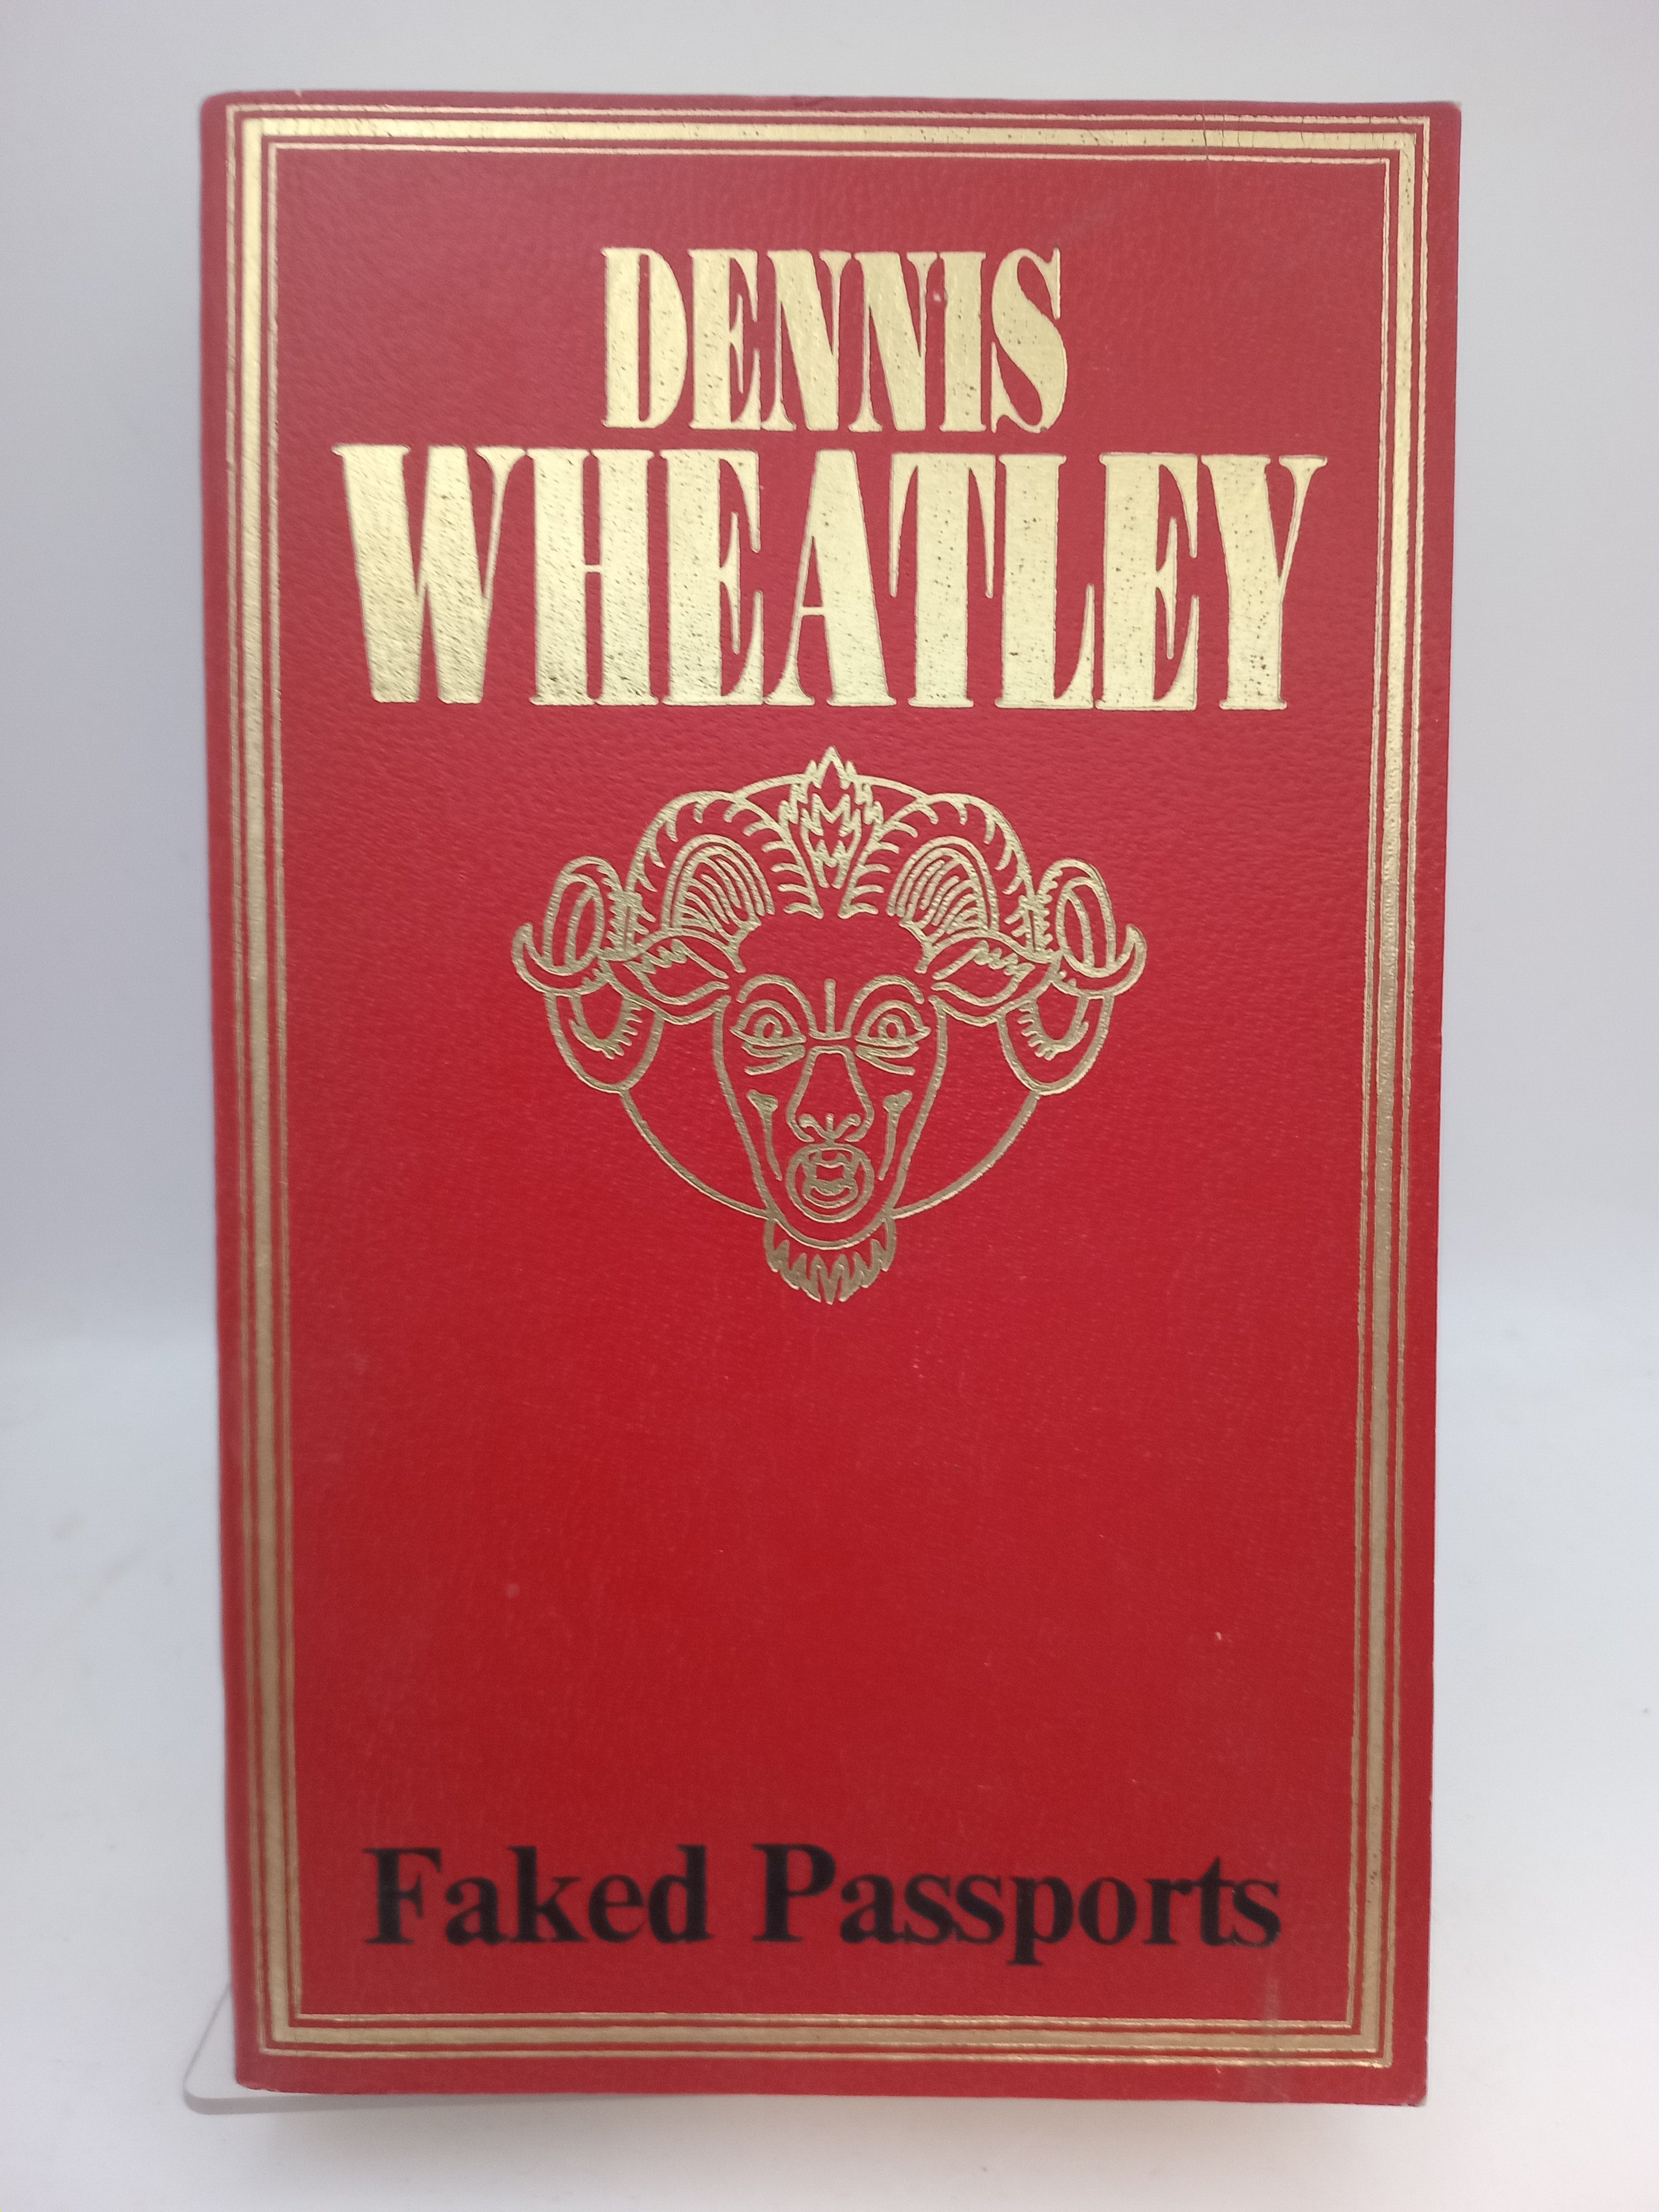 DENNIS
WHEATLEY
Faked Passports